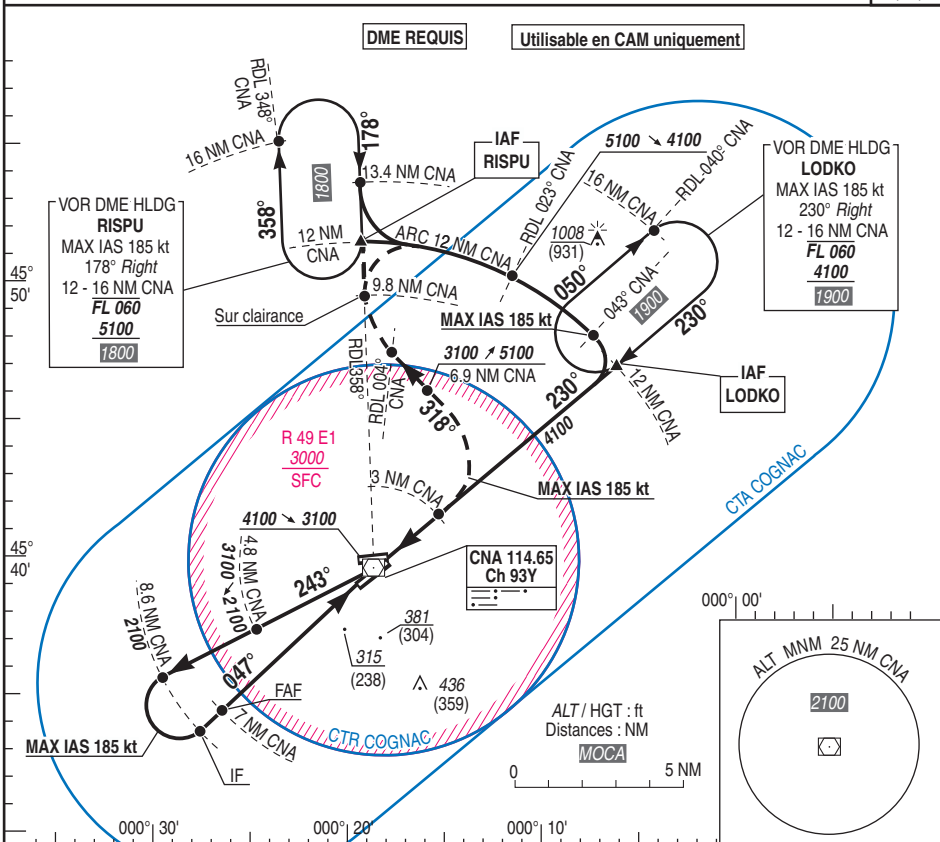 DME REQUIS
Utilisable en CAM uniquement
RDL 348°
CNA
16 NM CNA
178°
358°
1800
13.4 NM CNA
12 NM
CNA
IAF
RISPU
ARC 12 NM CNA
RDL 023° CNA
5100 ↘ 4100
RDL 040° CNA
16 NM CNA
1008
(931)
050°
043° CNA
1900
230°
VOR DME HLDG
LODKO
MAX IAS 185 kt
230° Right
12 - 16 NM CNA
FL 060
4100
1900
VOR DME HLDG
RISPU
MAX IAS 185 kt
178° Right
12 - 16 NM CNA
FL 060
5100
1800
45°
50'
Sur clairance
9.8 NM CNA
MAX IAS 185 kt
3100 ↗ 5100
6.9 NM CNA
RDL 358°
RDL 004°
CNA
318°
230°
4100
12 NM CNA
IAF
LODKO
R 49 E1
3000
SFC
3 NM CNA
MAX IAS 185 kt
CTA COGNAC
4100 ↘ 3100
45°
40'
CNA 114.65
Ch 93Y
243°
4.8 NM CNA
3100 ↘ 2100
8.6 NM CNA
2100
047°
381
(304)
315
(238)
436
(359)
FAF
7 NM CNA
CTR COGNAC
MAX IAS 185 kt
IF
ALT / HGT : ft
Distances : NM
MOCA
0
5 NM
000° 00'
ALT MNM 25 NM CNA
2100
000° 30'
000° 20'
000° 10'